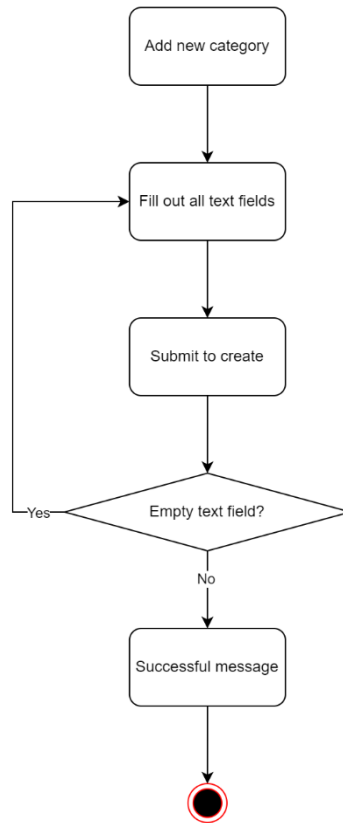 Add new category
Fill out all text fields
Submit to create
Empty text field?
Yes
No
Successful message